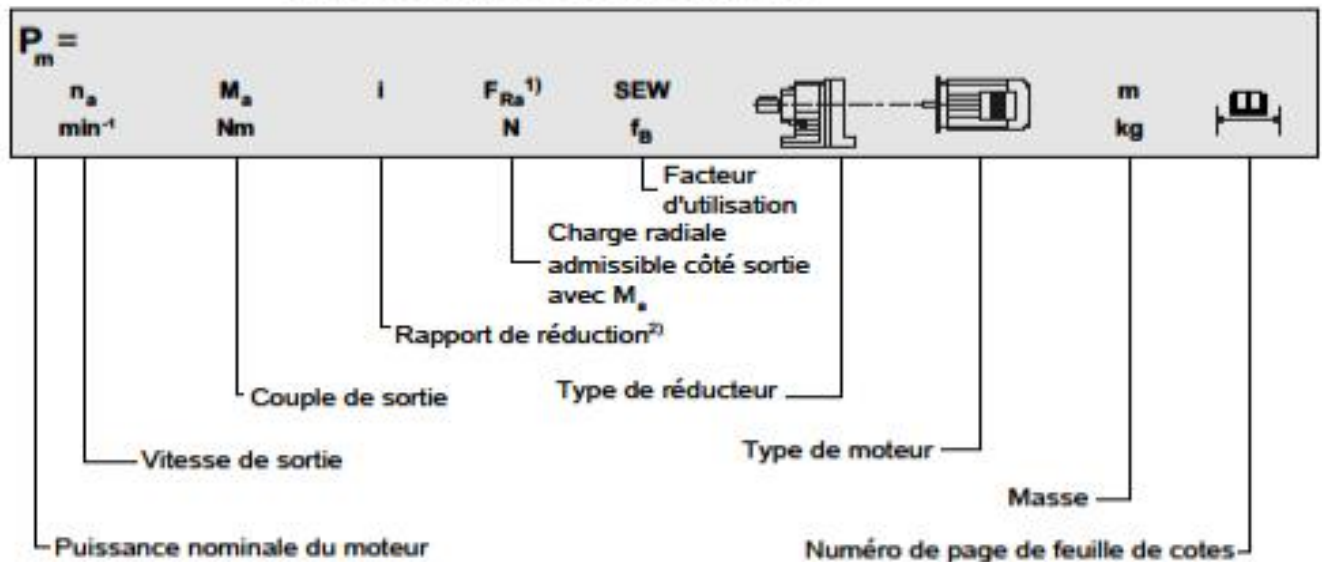 Pm =
na Ma i FRa¹⁾ SEW m
min⁻¹ Nm N fB kg
Facteur
d'utilisation
Charge radiale
admissible côté sortie
avec Ma
Rapport de réduction²⁾
Couple de sortie
Type de réducteur
Vitesse de sortie
Type de moteur
Masse
Puissance nominale du moteur
Numéro de page de feuille de cotes